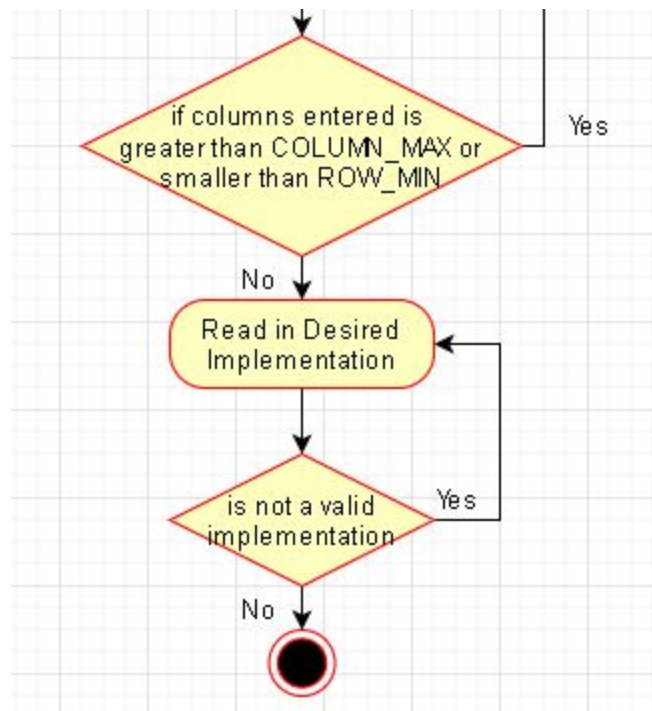 if columns entered is
greater than COLUMN_MAX or
smaller than ROW_MIN
Yes
No
Read in Desired
Implementation
is not a valid
implementation
Yes
No